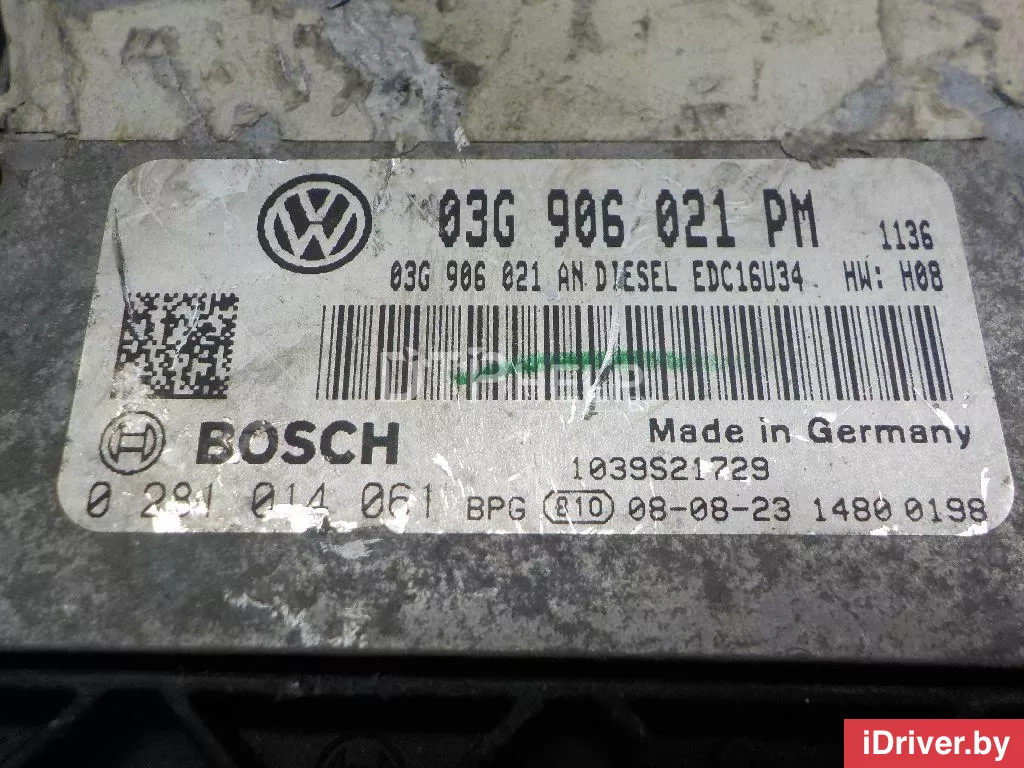 03G 906 021 PM 1136
03G 906 021 AN DIESEL EDC16U34 HW: H08
BOSCH
Made in Germany
1039S21729
0 281 014 061 BPG E10 08-08-23 1480 0198
iDriver.by